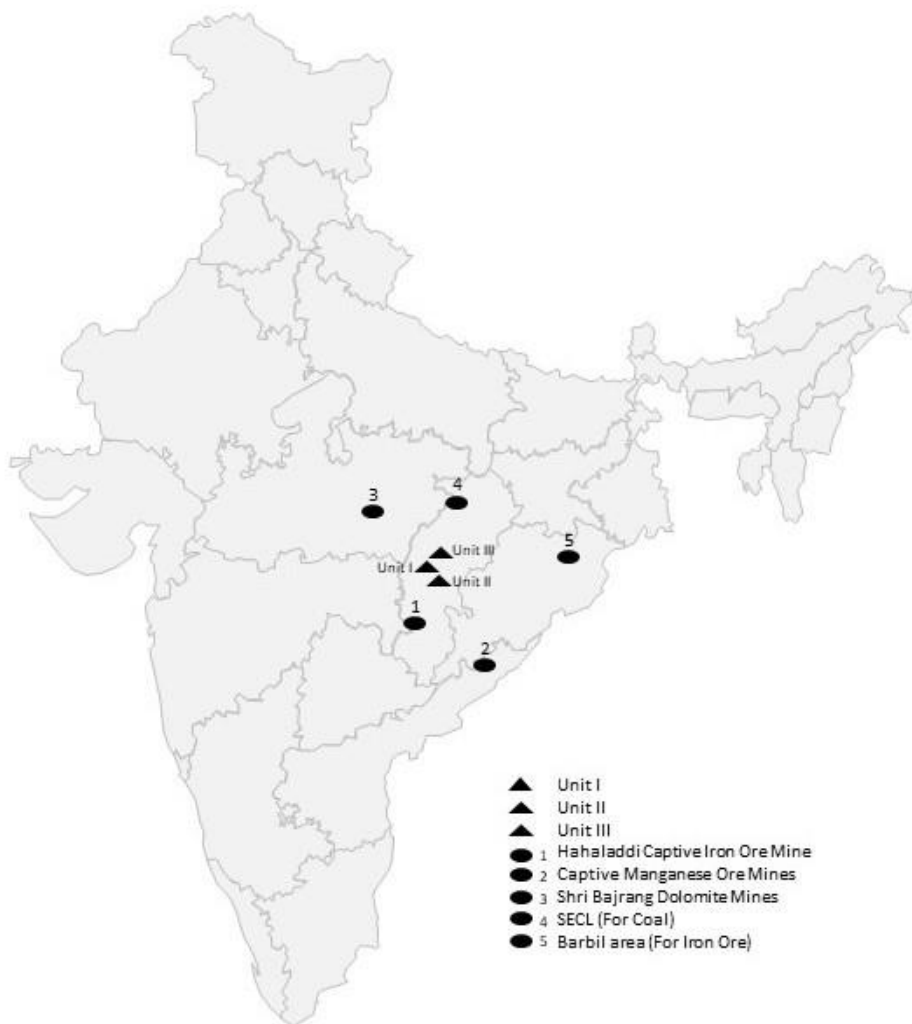 3
4
Unit III
5
Unit I
Unit II
1
2
Unit I
Unit II
Unit III
1 Hahaladdi Captive Iron Ore Mine
2 Captive Manganese Ore Mines
3 Shri Bajrang Dolomite Mines
4 SECL (For Coal)
5 Barbil area (For Iron Ore)